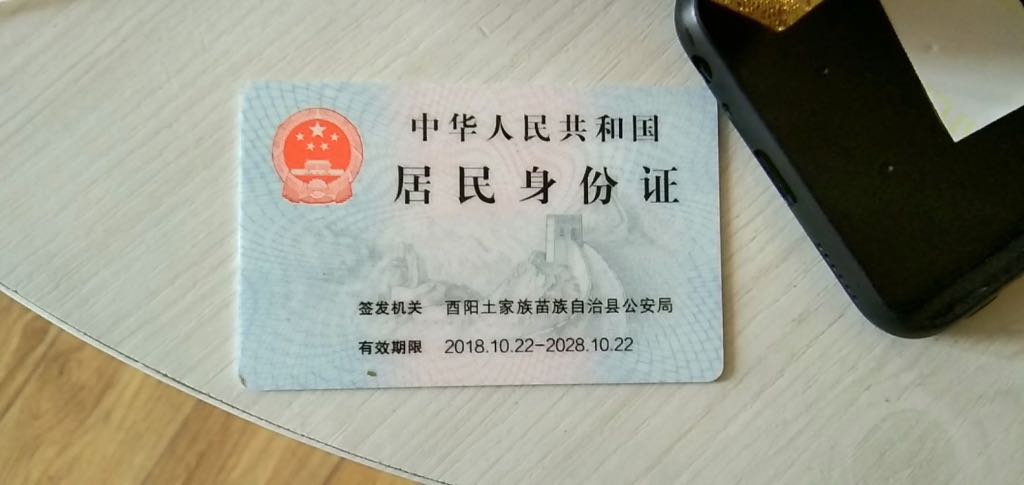 中华人民共和国
居民身份证
签发机关 酉阳土家族苗族自治县公安局
有效期限 2018.10.22-2028.10.22